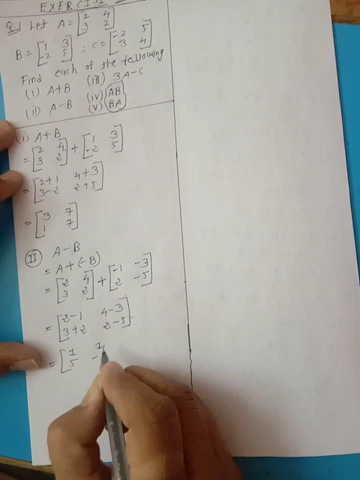 EXERCISE
Q1 Let A = [2 4
3 2]
B = [1 3
-2 5] ; C = [-2 5
3 4]
Find each of the following
(i) A+B (iii) 3A-C
(ii) A-B (iv) AB
(v) BA
(i) A+B
= [2 4
3 2] + [1 3
-2 5]
= [2+1 4+3
3-2 2+5]
= [3 7
1 7]
(II) A-B
= A+(-B)
= [2 4
3 2] + [-1 -3
2 -5]
= [2-1 4-3
3+2 2-5]
= [1 1
5 -